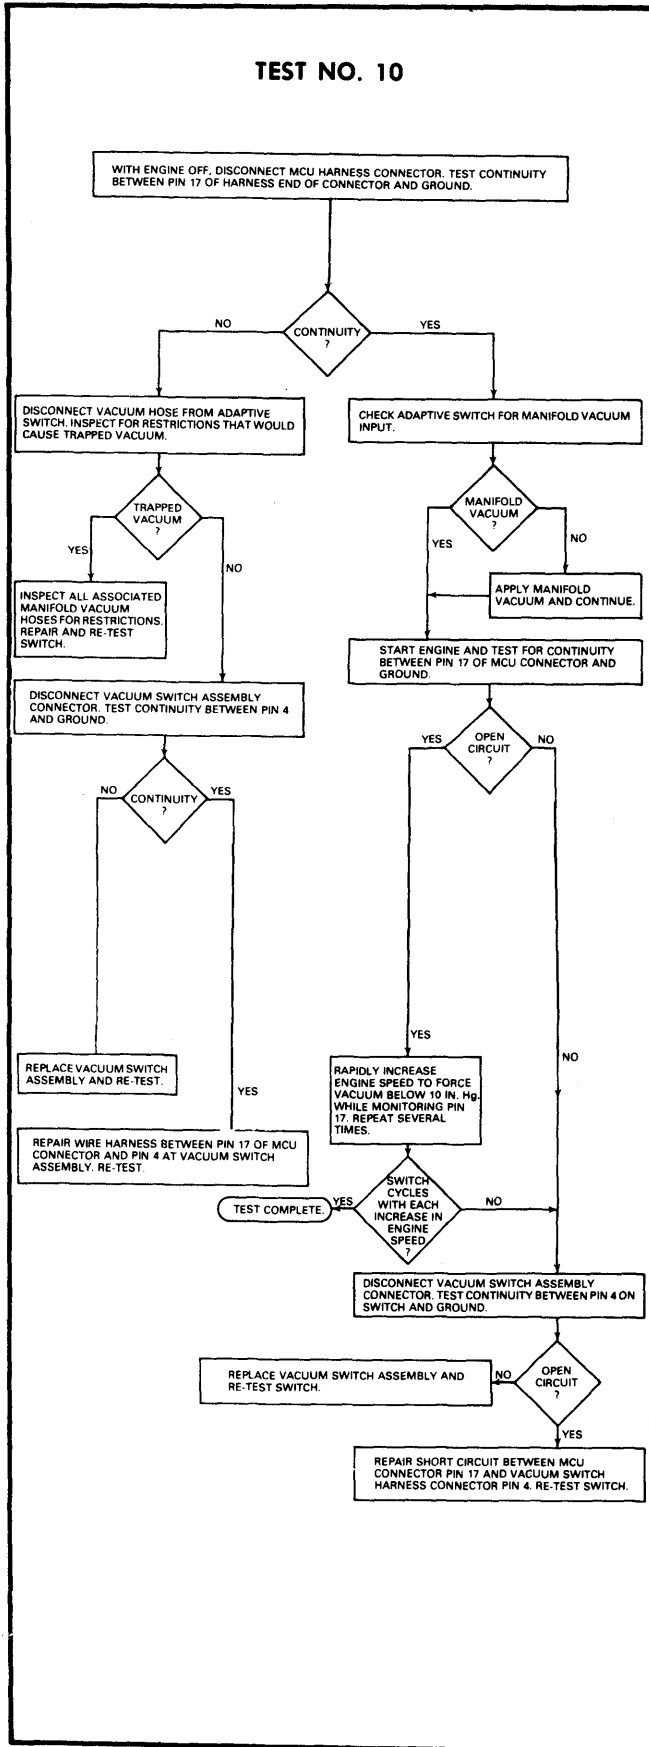 TEST NO. 10
WITH ENGINE OFF, DISCONNECT MCU HARNESS CONNECTOR. TEST CONTINUITY
BETWEEN PIN 17 OF HARNESS END OF CONNECTOR AND GROUND.
NO
CONTINUITY
?
YES
DISCONNECT VACUUM HOSE FROM ADAPTIVE
SWITCH. INSPECT FOR RESTRICTIONS THAT WOULD
CAUSE TRAPPED VACUUM.
CHECK ADAPTIVE SWITCH FOR MANIFOLD VACUUM
INPUT.
TRAPPED
VACUUM
?
YES
NO
MANIFOLD
VACUUM
?
YES
NO
INSPECT ALL ASSOCIATED
MANIFOLD VACUUM
HOSES FOR RESTRICTIONS.
REPAIR AND RE-TEST
SWITCH.
APPLY MANIFOLD
VACUUM AND CONTINUE.
START ENGINE AND TEST FOR CONTINUITY
BETWEEN PIN 17 OF MCU CONNECTOR AND
GROUND.
DISCONNECT VACUUM SWITCH ASSEMBLY
CONNECTOR. TEST CONTINUITY BETWEEN PIN 4
AND GROUND.
YES
OPEN
CIRCUIT
?
NO
NO
CONTINUITY
?
YES
YES
NO
REPLACE VACUUM SWITCH
ASSEMBLY AND RE-TEST.
YES
RAPIDLY INCREASE
ENGINE SPEED TO FORCE
VACUUM BELOW 10 IN. Hg.
WHILE MONITORING PIN
17. REPEAT SEVERAL
TIMES.
REPAIR WIRE HARNESS BETWEEN PIN 17 OF MCU
CONNECTOR AND PIN 4 AT VACUUM SWITCH
ASSEMBLY. RE-TEST.
TEST COMPLETE.
YES
SWITCH
CYCLES
WITH EACH
INCREASE IN
ENGINE
SPEED
?
NO
DISCONNECT VACUUM SWITCH ASSEMBLY
CONNECTOR. TEST CONTINUITY BETWEEN PIN 4 ON
SWITCH AND GROUND.
REPLACE VACUUM SWITCH ASSEMBLY AND
RE-TEST SWITCH.
NO
OPEN
CIRCUIT
?
YES
REPAIR SHORT CIRCUIT BETWEEN MCU
CONNECTOR PIN 17 AND VACUUM SWITCH
HARNESS CONNECTOR PIN 4. RE-TEST SWITCH.